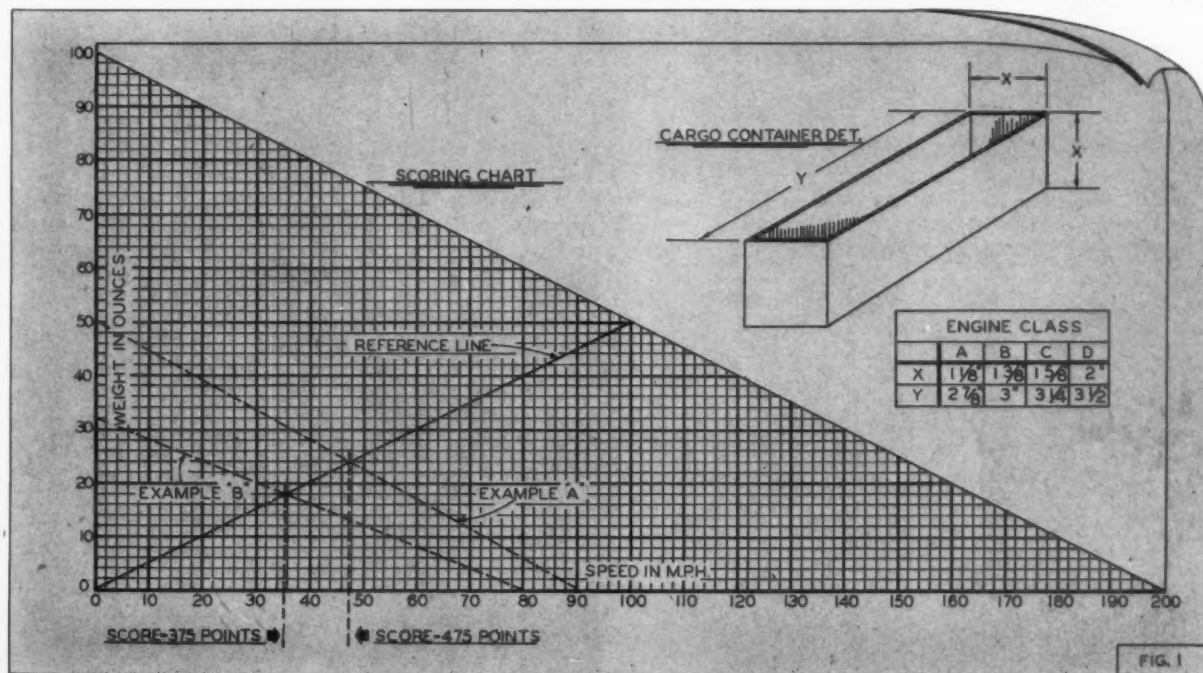 100
90
80
70
60
50
40
30
20
10
0
WEIGHT IN OUNCES
SCORING CHART
REFERENCE LINE
EXAMPLE "B"
EXAMPLE "A"
SPEED IN M.P.H.
0 10 20 30 40 50 60 70 80 90 100 110 120 130 140 150 160 170 180 190 200
SCORE-375 POINTS
SCORE-475 POINTS
CARGO CONTAINER DET.
X
X
Y
ENGINE CLASS
A B C D
X 1 1/8" 1 3/8" 1 5/8" 2"
Y 2 7/8" 3" 3 1/4" 3 1/2
FIG. 1